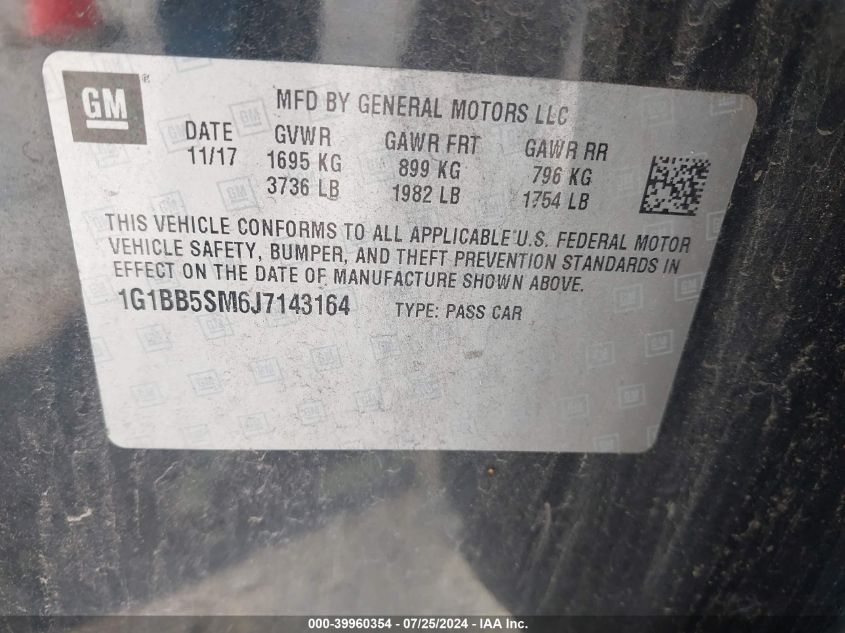 GM ®
MFD BY GENERAL MOTORS LLC
DATE GVWR GAWR FRT GAWR RR
11/17 1695 KG 899 KG 796 KG
3736 LB 1982 LB 1754 LB
THIS VEHICLE CONFORMS TO ALL APPLICABLE U.S. FEDERAL MOTOR
VEHICLE SAFETY, BUMPER, AND THEFT PREVENTION STANDARDS IN
EFFECT ON THE DATE OF MANUFACTURE SHOWN ABOVE.
1G1BB5SM6J7143164 TYPE: PASS CAR
000-39960354 - 07/25/2024 - Copyright © 2024 IAA, Inc.